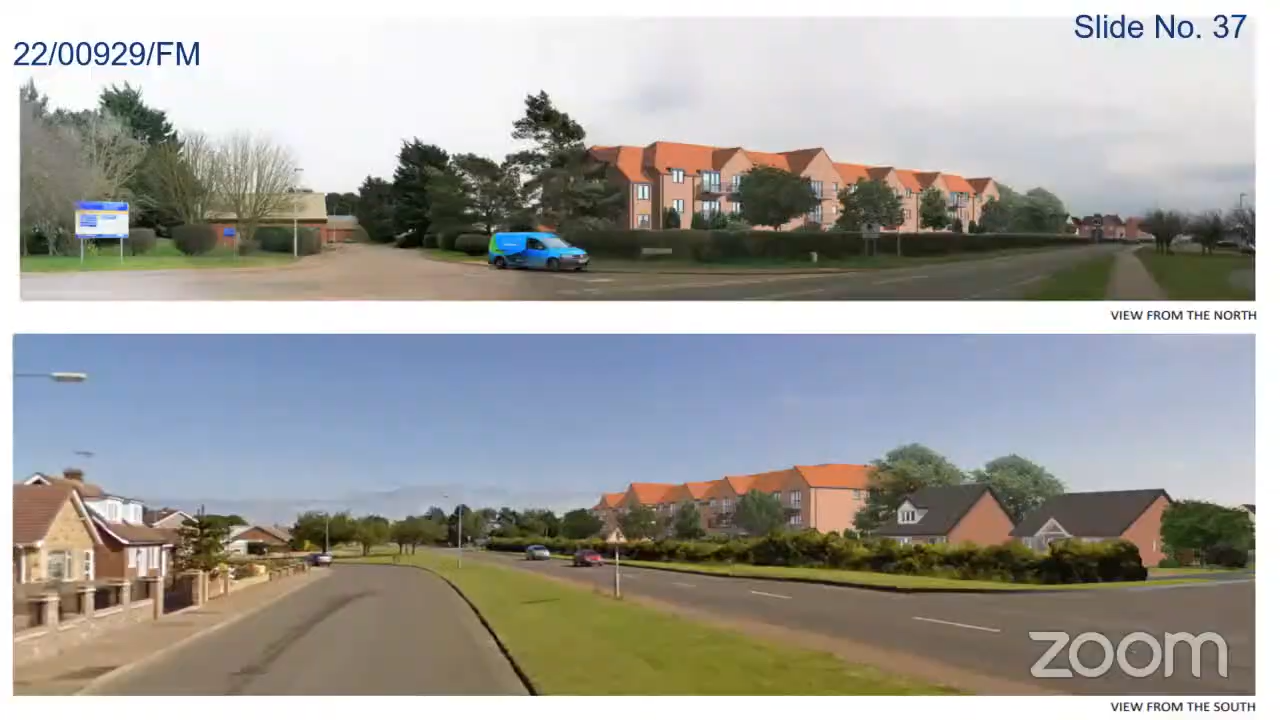 Slide No. 37
22/00929/FM
VIEW FROM THE NORTH
zoom
VIEW FROM THE SOUTH